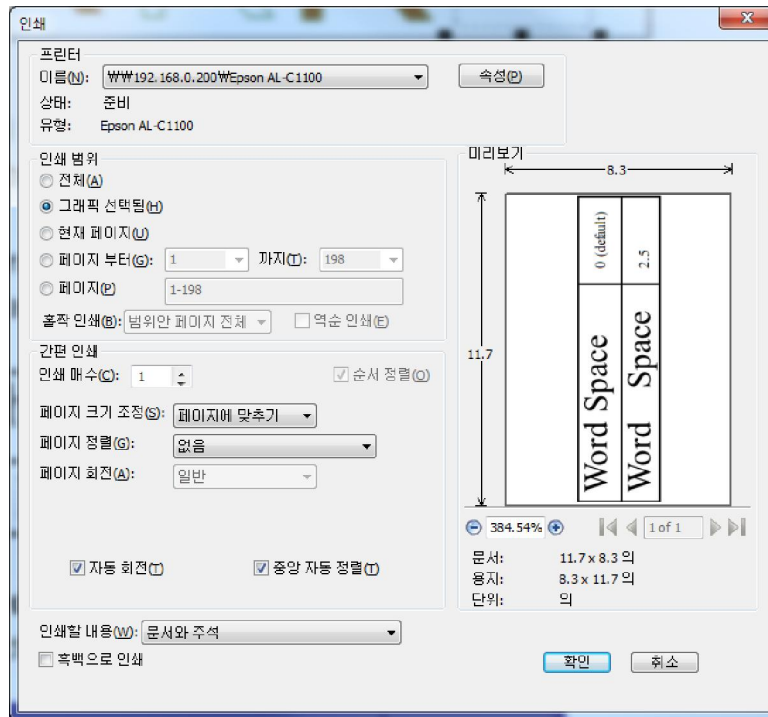 인쇄
프린터
이름(N): ₩₩192.168.0.200₩Epson AL-C1100
속성(P)
상태: 준비
유형: Epson AL-C1100
인쇄 범위
전체(A)
그래픽 선택됨(H)
현재 페이지(U)
페이지 부터(G): 1 까지(T): 198
페이지(P) 1-198
홀짝 인쇄(B): 범위안 페이지 전체 역순 인쇄(E)
간편 인쇄
인쇄 매수(C): 1 순서 정렬(O)
페이지 크기 조정(S): 페이지에 맞추기
페이지 정렬(G): 없음
페이지 회전(A): 일반
자동 회전(T) 중앙 자동 정렬(T)
인쇄할 내용(W): 문서와 주석
흑백으로 인쇄
미리보기
8.3
11.7
Word Space 0 (defiult)
Word Space 2.5
384.54% 1 of 1
문서: 11.7 x 8.3 의
용지: 8.3 x 11.7 의
단위: 의
확인 취소